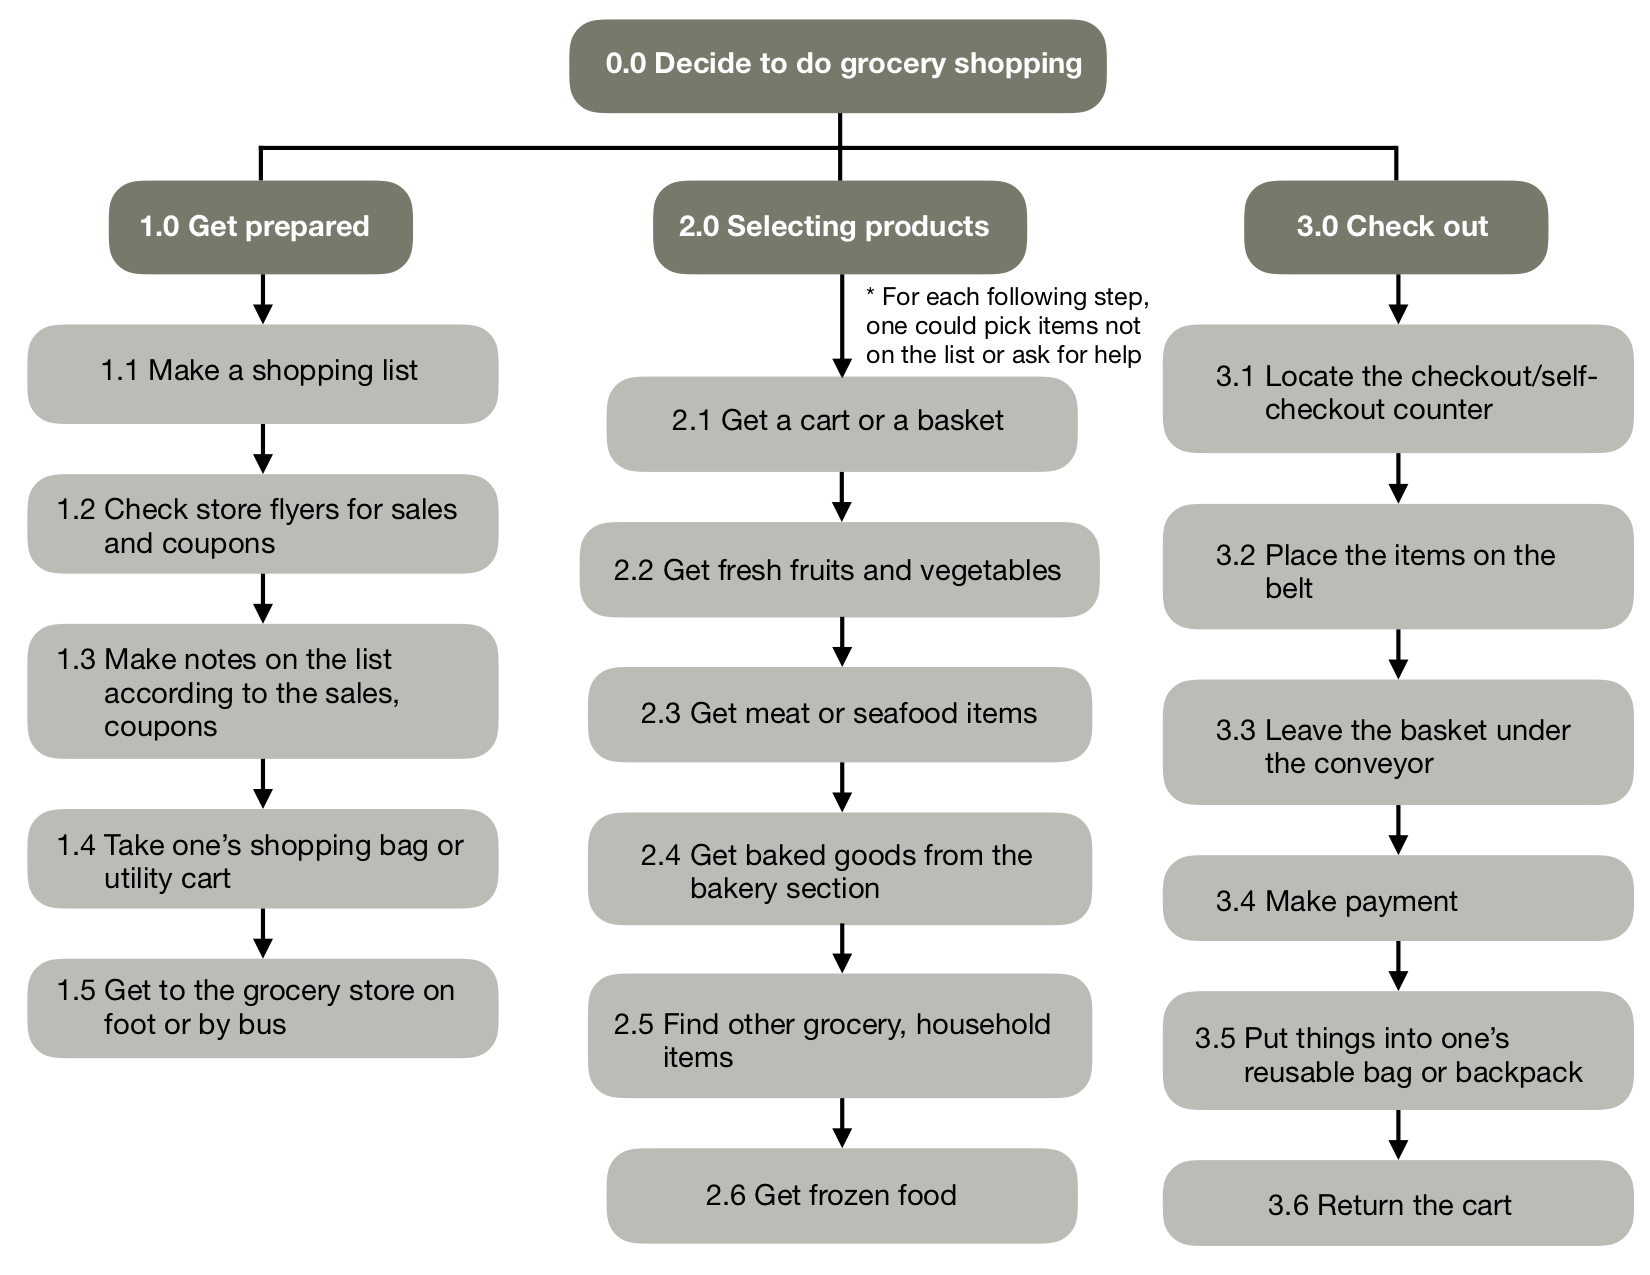 0.0 Decide to do grocery shopping
1.0 Get prepared
1.1 Make a shopping list
1.2 Check store flyers for sales
and coupons
1.3 Make notes on the list
according to the sales,
coupons
1.4 Take one’s shopping bag or
utility cart
1.5 Get to the grocery store on
foot or by bus
2.0 Selecting products
* For each following step,
one could pick items not
on the list or ask for help
2.1 Get a cart or a basket
2.2 Get fresh fruits and vegetables
2.3 Get meat or seafood items
2.4 Get baked goods from the
bakery section
2.5 Find other grocery, household
items
2.6 Get frozen food
3.0 Check out
3.1 Locate the checkout/self-
checkout counter
3.2 Place the items on the
belt
3.3 Leave the basket under
the conveyor
3.4 Make payment
3.5 Put things into one’s
reusable bag or backpack
3.6 Return the cart